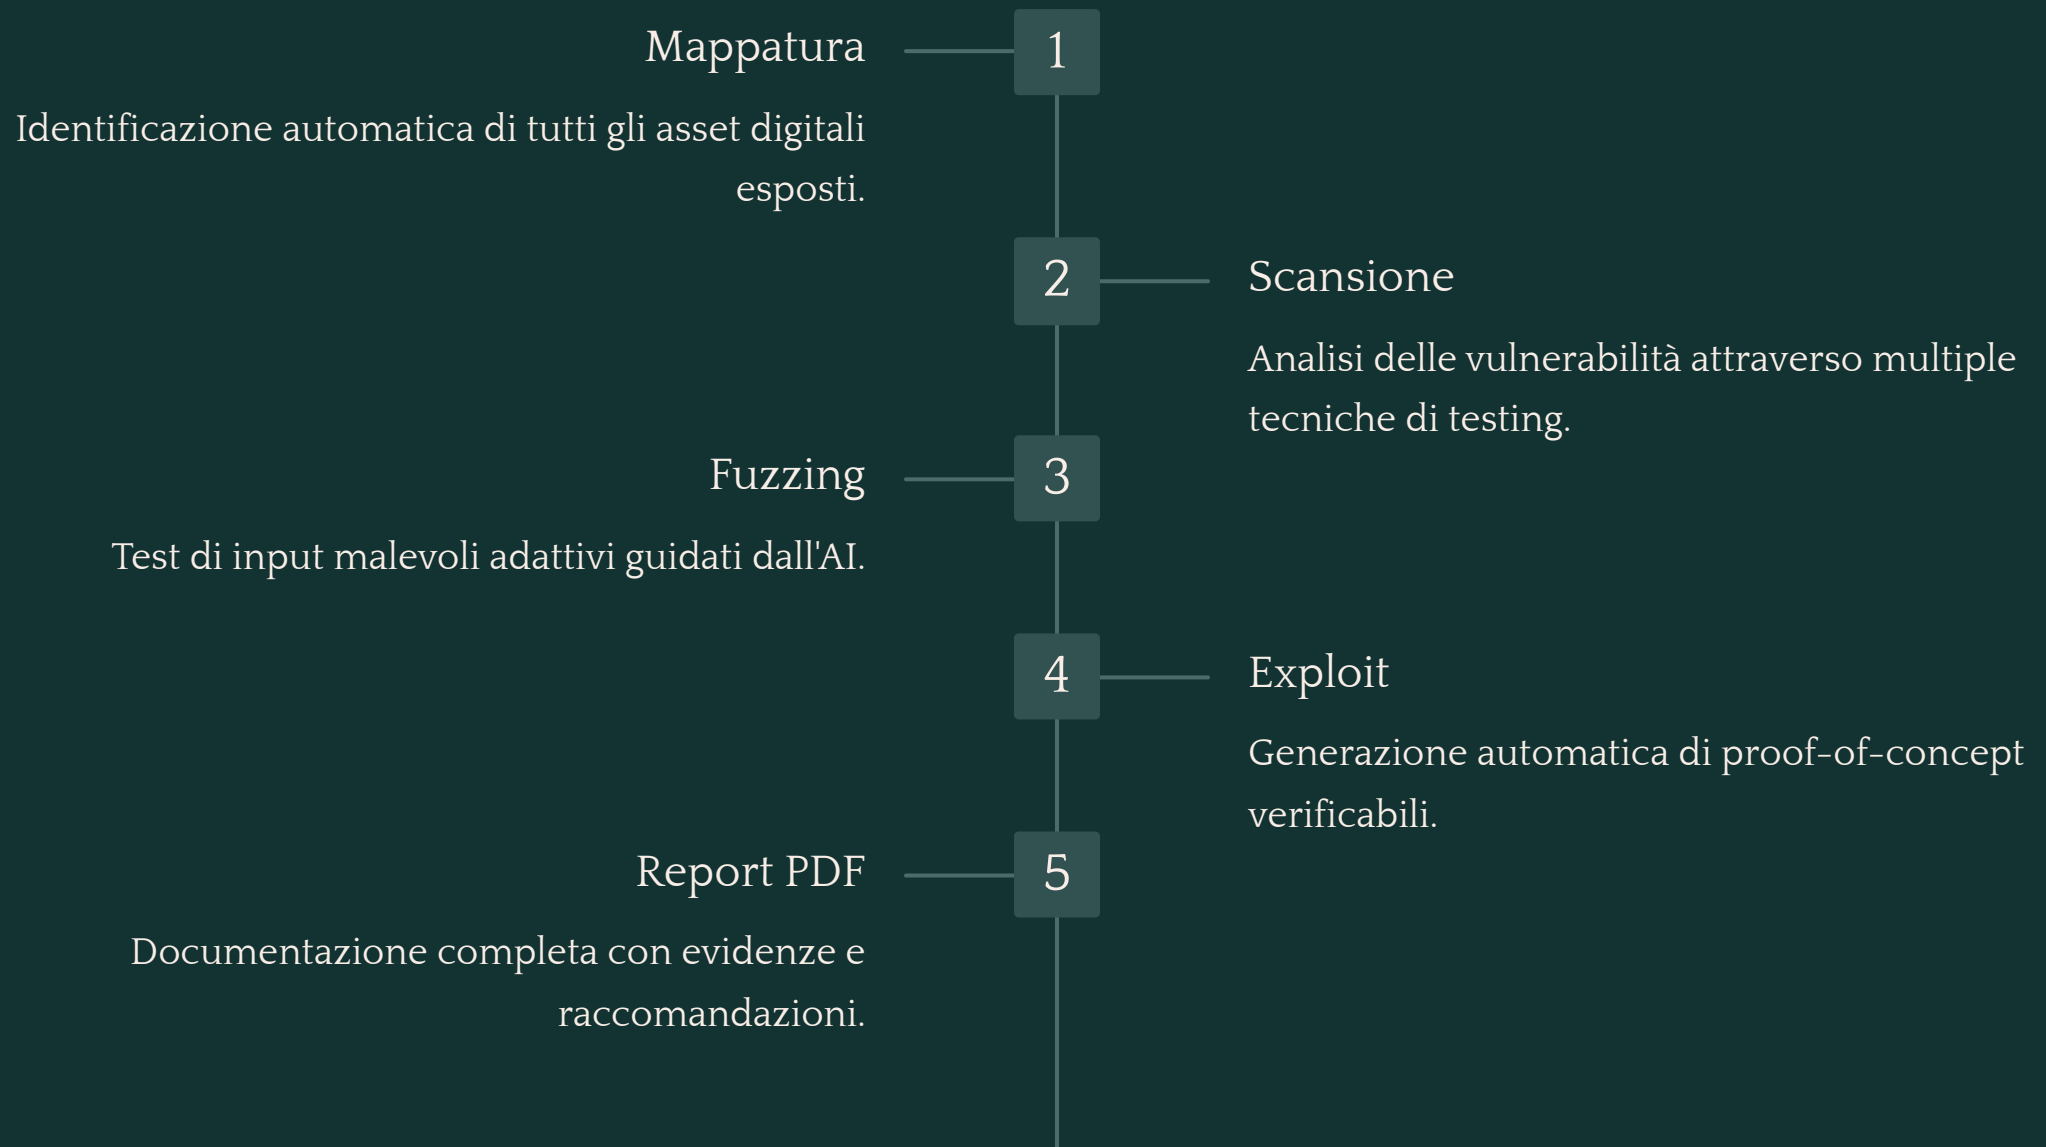 Mappatura
1
Identificazione automatica di tutti gli asset digitali
esposti.
2
Scansione
Analisi delle vulnerabilità attraverso multiple
tecniche di testing.
Fuzzing
3
Test di input malevoli adattivi guidati dall'AI.
4
Exploit
Generazione automatica di proof-of-concept
verificabili.
Report PDF
5
Documentazione completa con evidenze e
raccomandazioni.